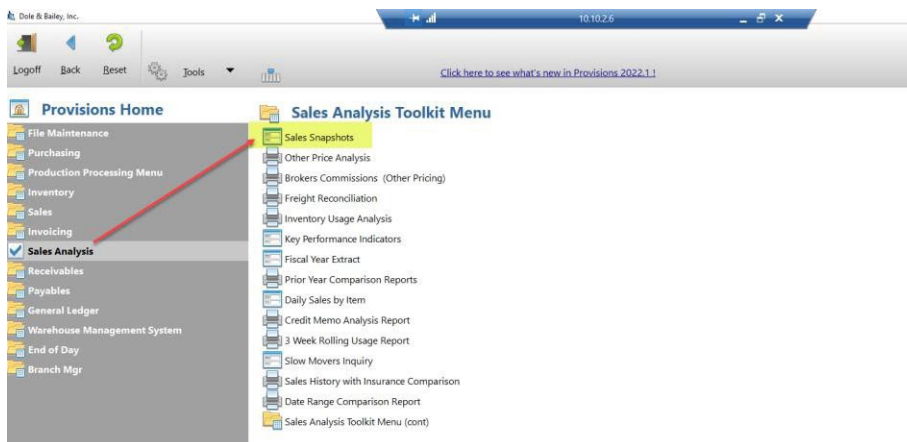 Dole & Bailey, Inc.
10.10.2.6
Logoff Back Reset Tools
Click here to see what's new in Provisions 2022.1 !
Provisions Home
File Maintenance
Purchasing
Production Processing Menu
Inventory
Sales
Invoicing
Sales Analysis
Receivables
Payables
General Ledger
Warehouse Management System
End of Day
Branch Mgr
Sales Analysis Toolkit Menu
Sales Snapshots
Other Price Analysis
Brokers Commissions (Other Pricing)
Freight Reconciliation
Inventory Usage Analysis
Key Performance Indicators
Fiscal Year Extract
Prior Year Comparison Reports
Daily Sales by Item
Credit Memo Analysis Report
3 Week Rolling Usage Report
Slow Movers Inquiry
Sales History with Insurance Comparison
Date Range Comparison Report
Sales Analysis Toolkit Menu (cont)